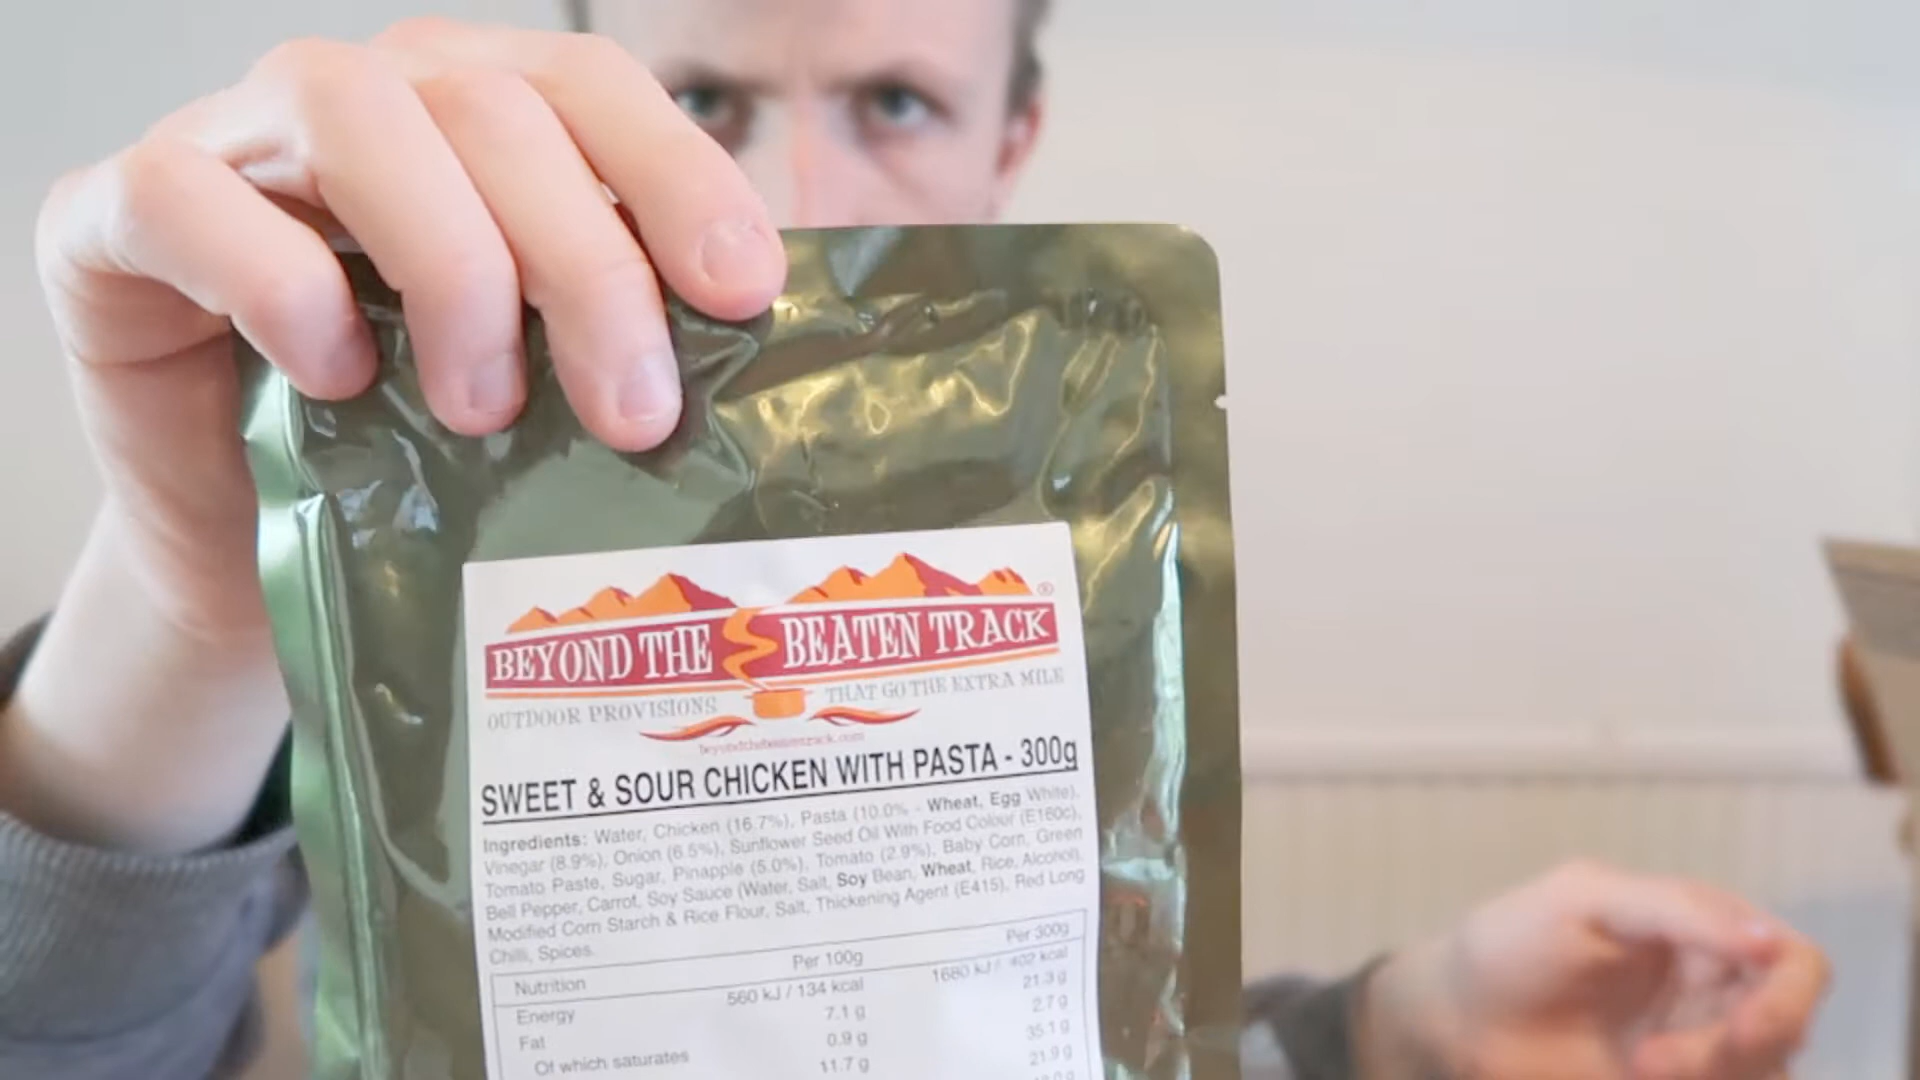 BEYOND THE BEATEN TRACK ®
OUTDOOR PROVISIONS THAT GO THE EXTRA MILE
beyondthebeatentrack.com
SWEET & SOUR CHICKEN WITH PASTA - 300g
Ingredients: Water, Chicken (16.7%), Pasta (10.0% - Wheat, Egg White),
Vinegar (8.9%), Onion (6.5%), Sunflower Seed Oil With Food Colour (E160c),
Tomato Paste, Sugar, Pinapple (5.0%), Tomato (2.9%), Baby Corn, Green
Bell Pepper, Carrot, Soy Sauce (Water, Salt, Soy Bean, Wheat, Rice, Alcohol),
Modified Corn Starch & Rice Flour, Salt, Thickening Agent (E415), Red Long
Chilli, Spices.
Nutrition Per 100g Per 300g
Energy 560 kJ / 134 kcal 1680 kJ / 402 kcal
Fat 7.1 g 21.3 g
Of which saturates 0.9 g 2.7 g
11.7 g 35.1 g
21.9 g